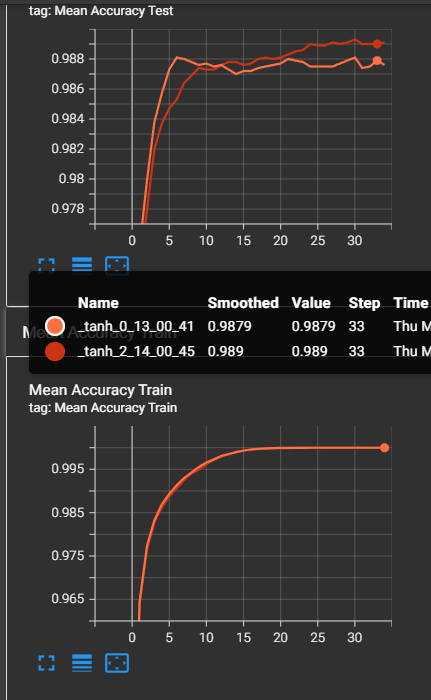 tag: Mean Accuracy Test
0.988
0.986
0.984
0.982
0.98
0.978
0 5 10 15 20 25 30
Name Smoothed Value Step Time
_tanh_0_13_00_41 0.9879 0.9879 33 Thu M
_tanh_2_14_00_45 0.989 0.989 33 Thu M
Mean Accuracy Train
Mean Accuracy Train
tag: Mean Accuracy Train
0.995
0.985
0.975
0.965
0 5 10 15 20 25 30